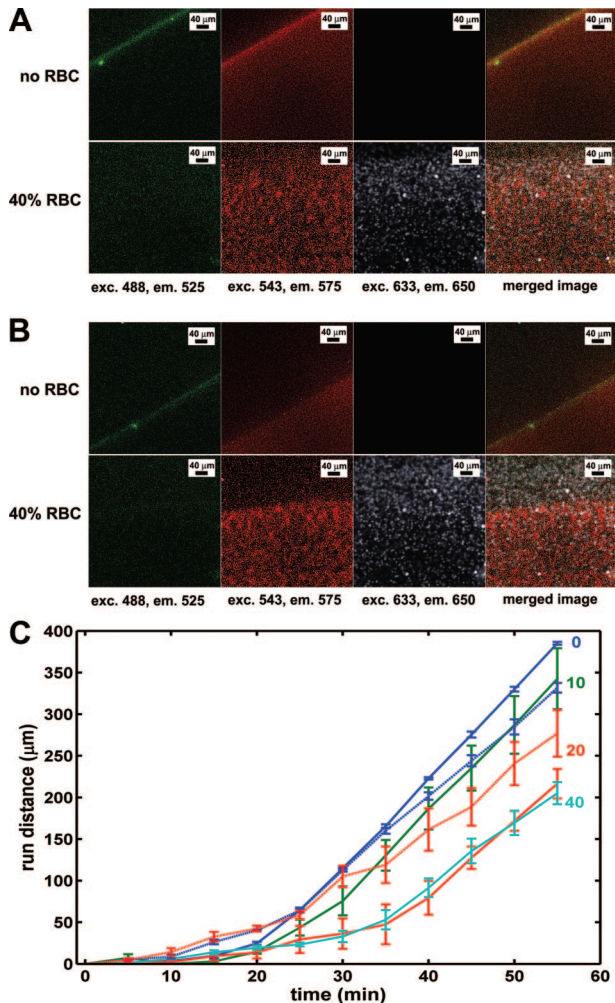 A
40 μm 40 μm 40 μm 40 μm
no RBC
40 μm 40 μm 40 μm 40 μm
40% RBC
exc. 488, em. 525 exc. 543, em. 575 exc. 633, em. 650 merged image
B
40 μm 40 μm 40 μm 40 μm
no RBC
40 μm 40 μm 40 μm 40 μm
40% RBC
exc. 488, em. 525 exc. 543, em. 575 exc. 633, em. 650 merged image
C
400
350
300
250
200
150
100
50
0
run distance (μm)
0
10
20
40
0 10 20 30 40 50 60
time (min)